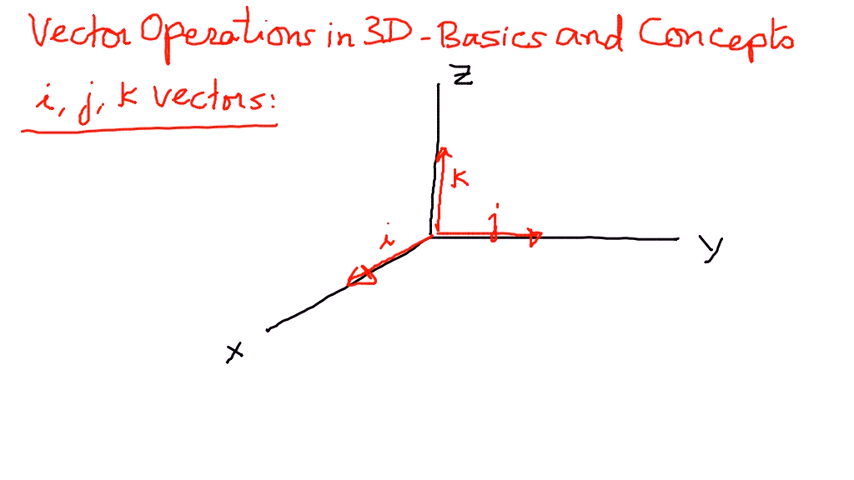 Vector Operations in 3D - Basics and Concepts
i, j, k vectors:
z
k
j
i
y
x